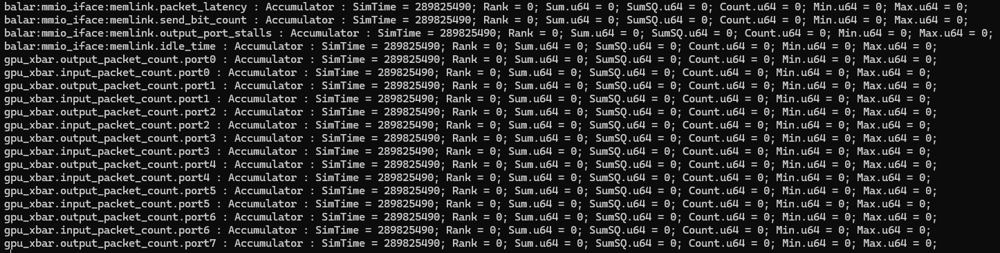 balar:mmio_iface:memlink.packet_latency : Accumulator : SimTime = 289825490; Rank = 0; Sum.u64 = 0; SumSQ.u64 = 0; Count.u64 = 0; Min.u64 = 0; Max.u64 = 0;
balar:mmio_iface:memlink.send_bit_count : Accumulator : SimTime = 289825490; Rank = 0; Sum.u64 = 0; SumSQ.u64 = 0; Count.u64 = 0; Min.u64 = 0; Max.u64 = 0;
balar:mmio_iface:memlink.output_port_stalls : Accumulator : SimTime = 289825490; Rank = 0; Sum.u64 = 0; SumSQ.u64 = 0; Count.u64 = 0; Min.u64 = 0; Max.u64 = 0;
balar:mmio_iface:memlink.idle_time : Accumulator : SimTime = 289825490; Rank = 0; Sum.u64 = 0; SumSQ.u64 = 0; Count.u64 = 0; Min.u64 = 0; Max.u64 = 0;
gpu_xbar.output_packet_count.port0 : Accumulator : SimTime = 289825490; Rank = 0; Sum.u64 = 0; SumSQ.u64 = 0; Count.u64 = 0; Min.u64 = 0; Max.u64 = 0;
gpu_xbar.input_packet_count.port0 : Accumulator : SimTime = 289825490; Rank = 0; Sum.u64 = 0; SumSQ.u64 = 0; Count.u64 = 0; Min.u64 = 0; Max.u64 = 0;
gpu_xbar.output_packet_count.port1 : Accumulator : SimTime = 289825490; Rank = 0; Sum.u64 = 0; SumSQ.u64 = 0; Count.u64 = 0; Min.u64 = 0; Max.u64 = 0;
gpu_xbar.input_packet_count.port1 : Accumulator : SimTime = 289825490; Rank = 0; Sum.u64 = 0; SumSQ.u64 = 0; Count.u64 = 0; Min.u64 = 0; Max.u64 = 0;
gpu_xbar.output_packet_count.port2 : Accumulator : SimTime = 289825490; Rank = 0; Sum.u64 = 0; SumSQ.u64 = 0; Count.u64 = 0; Min.u64 = 0; Max.u64 = 0;
gpu_xbar.input_packet_count.port2 : Accumulator : SimTime = 289825490; Rank = 0; Sum.u64 = 0; SumSQ.u64 = 0; Count.u64 = 0; Min.u64 = 0; Max.u64 = 0;
gpu_xbar.output_packet_count.port3 : Accumulator : SimTime = 289825490; Rank = 0; Sum.u64 = 0; SumSQ.u64 = 0; Count.u64 = 0; Min.u64 = 0; Max.u64 = 0;
gpu_xbar.input_packet_count.port3 : Accumulator : SimTime = 289825490; Rank = 0; Sum.u64 = 0; SumSQ.u64 = 0; Count.u64 = 0; Min.u64 = 0; Max.u64 = 0;
gpu_xbar.output_packet_count.port4 : Accumulator : SimTime = 289825490; Rank = 0; Sum.u64 = 0; SumSQ.u64 = 0; Count.u64 = 0; Min.u64 = 0; Max.u64 = 0;
gpu_xbar.input_packet_count.port4 : Accumulator : SimTime = 289825490; Rank = 0; Sum.u64 = 0; SumSQ.u64 = 0; Count.u64 = 0; Min.u64 = 0; Max.u64 = 0;
gpu_xbar.output_packet_count.port5 : Accumulator : SimTime = 289825490; Rank = 0; Sum.u64 = 0; SumSQ.u64 = 0; Count.u64 = 0; Min.u64 = 0; Max.u64 = 0;
gpu_xbar.input_packet_count.port5 : Accumulator : SimTime = 289825490; Rank = 0; Sum.u64 = 0; SumSQ.u64 = 0; Count.u64 = 0; Min.u64 = 0; Max.u64 = 0;
gpu_xbar.output_packet_count.port6 : Accumulator : SimTime = 289825490; Rank = 0; Sum.u64 = 0; SumSQ.u64 = 0; Count.u64 = 0; Min.u64 = 0; Max.u64 = 0;
gpu_xbar.input_packet_count.port6 : Accumulator : SimTime = 289825490; Rank = 0; Sum.u64 = 0; SumSQ.u64 = 0; Count.u64 = 0; Min.u64 = 0; Max.u64 = 0;
gpu_xbar.output_packet_count.port7 : Accumulator : SimTime = 289825490; Rank = 0; Sum.u64 = 0; SumSQ.u64 = 0; Count.u64 = 0; Min.u64 = 0; Max.u64 = 0;